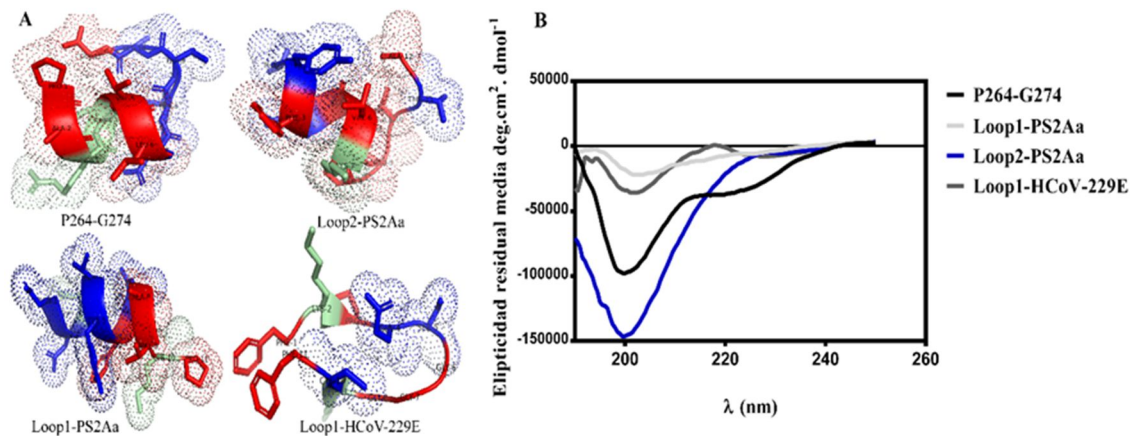 A
P264-G274
Loop2-PS2Aa
Loop1-PS2Aa
Loop1-HCoV-229E
B
Elipticidad residual media deg.cm². dmol⁻¹
50000
0
-50000
-100000
-150000
200
220
240
260
λ (nm)
P264-G274
Loop1-PS2Aa
Loop2-PS2Aa
Loop1-HCoV-229E